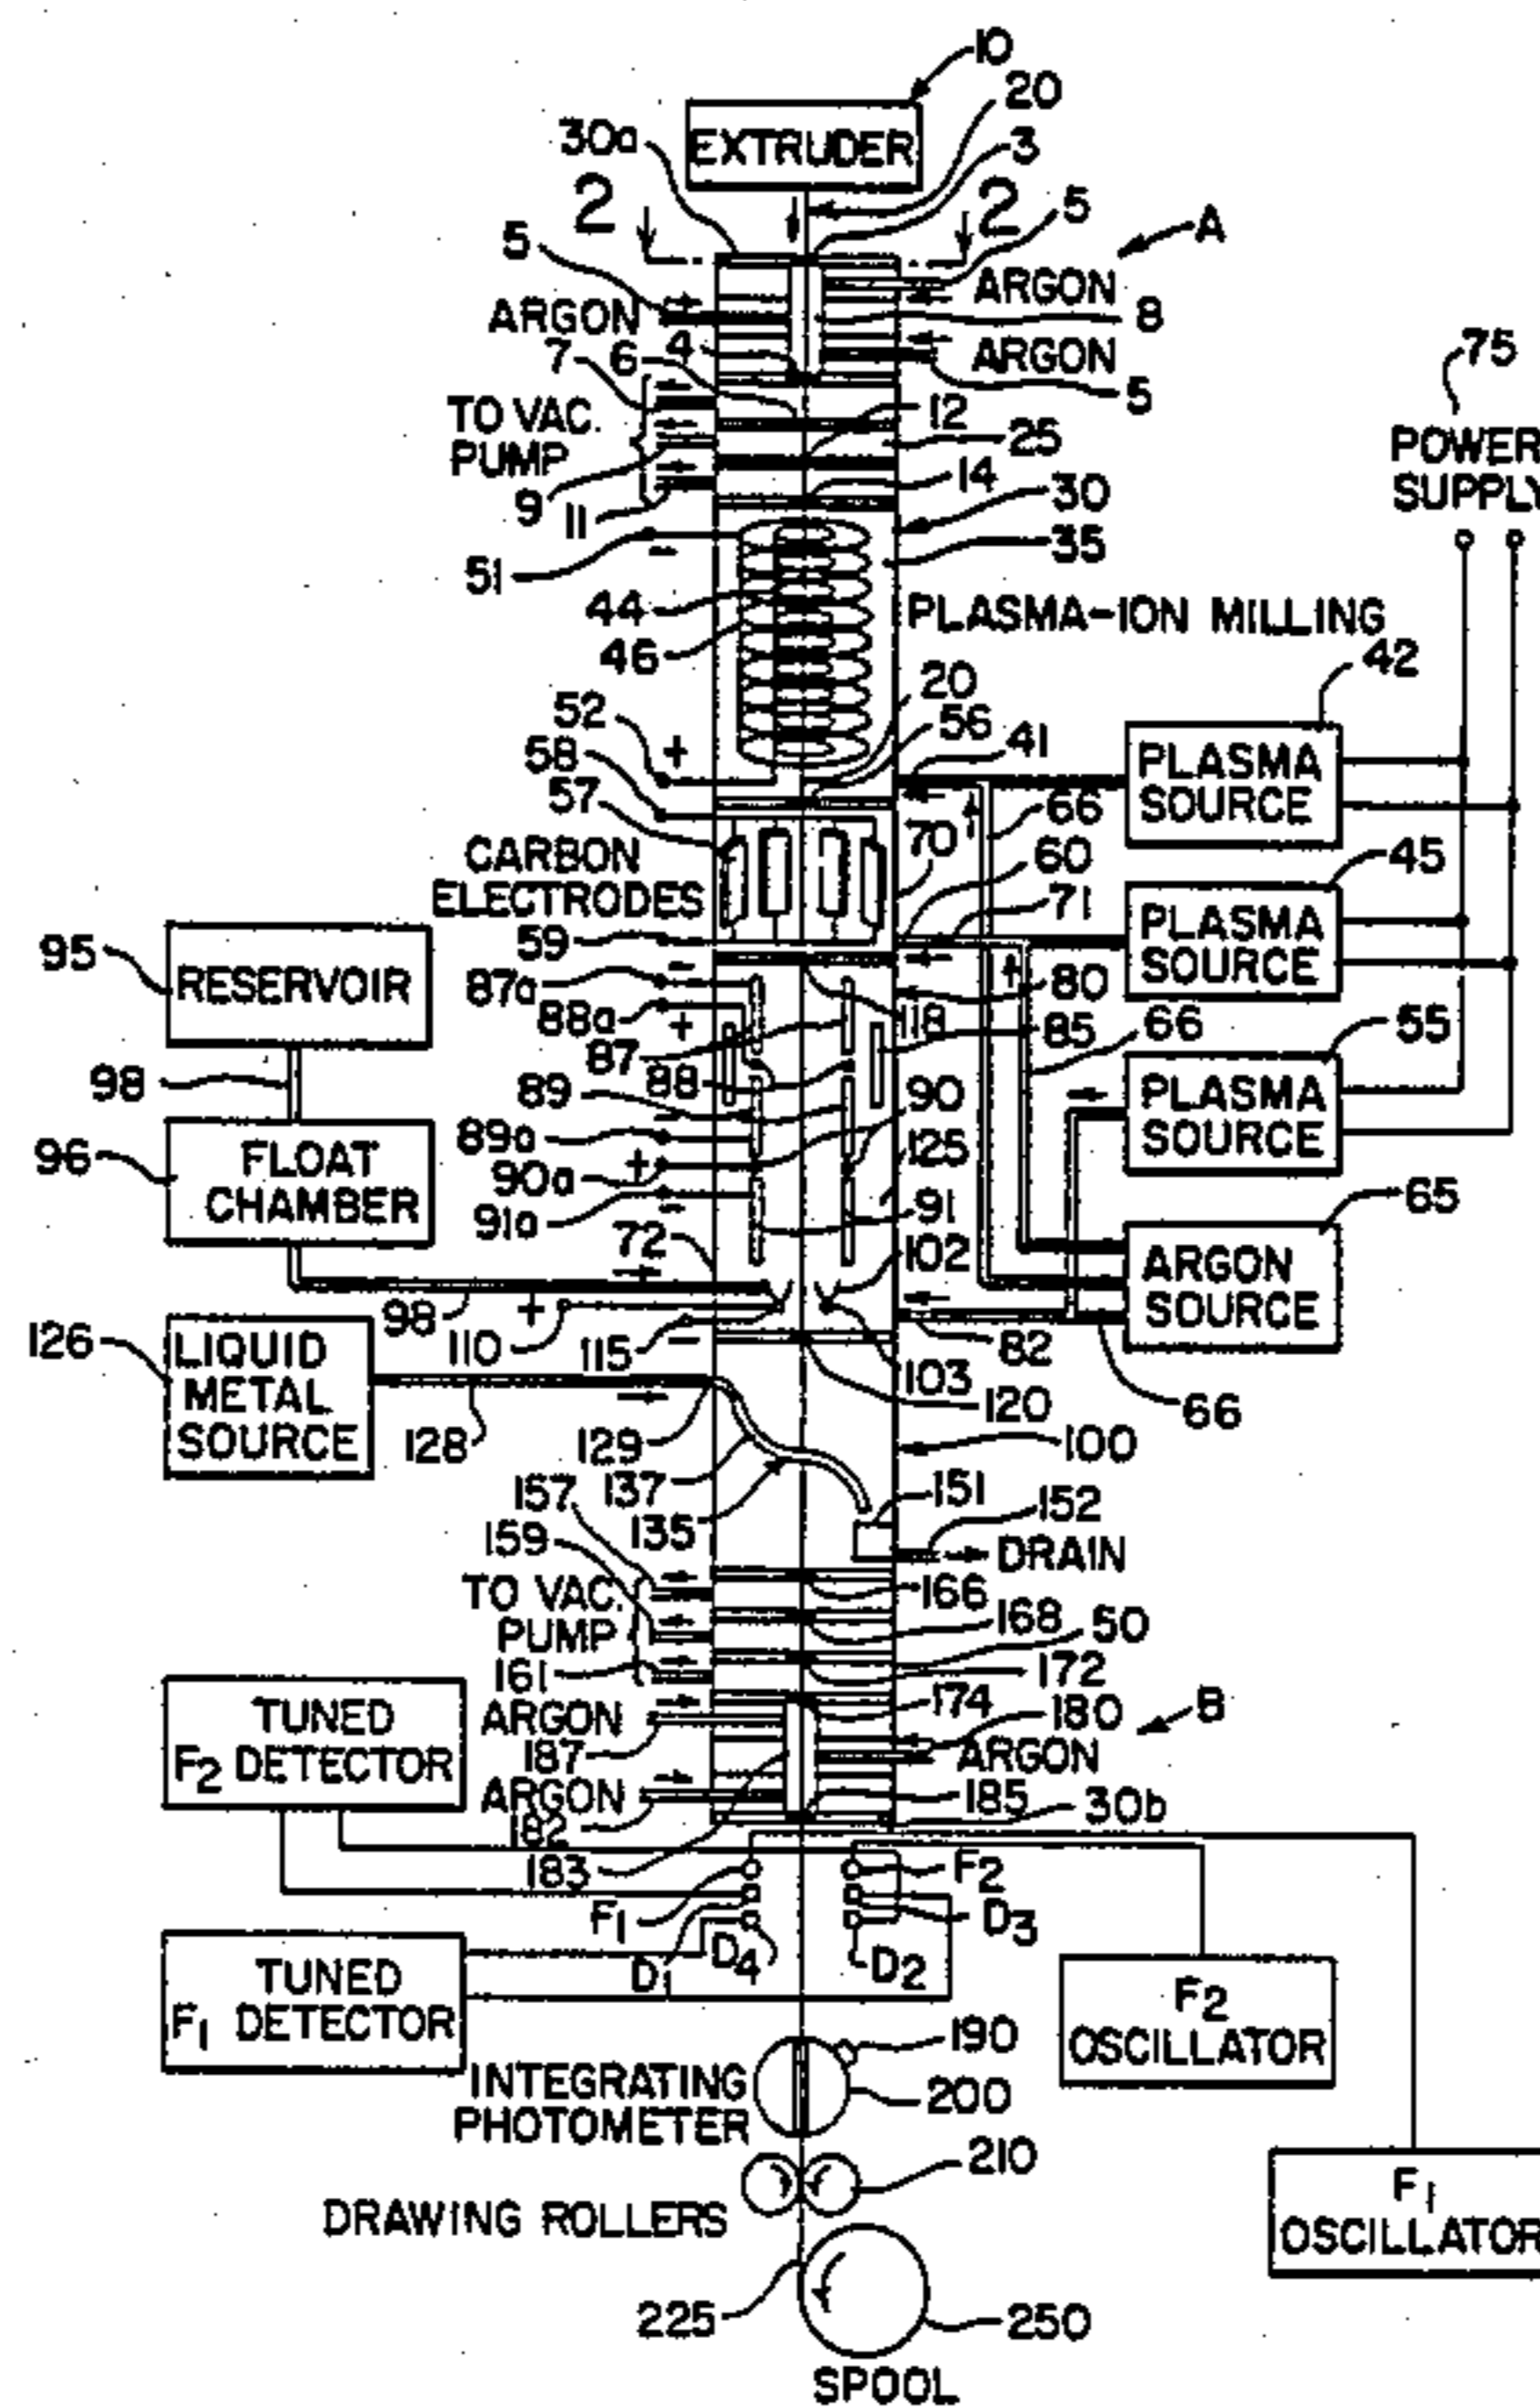 10
20
30a
EXTRUDER
3
2
2
5
5
A
ARGON
ARGON
8
7
6
4
ARGON
5
75
TO VAC.
PUMP
12
25
POWER
SUPPLY
9
11
14
30
51
35
44
PLASMA-ION MILLING
46
42
20
52
56
58
41
PLASMA
SOURCE
57
66
70
CARBON
ELECTRODES
60
45
71
PLASMA
SOURCE
59
95
RESERVOIR
87a
80
88a
118
85
55
87
66
98
89
88
90
PLASMA
SOURCE
89a
96
FLOAT
CHAMBER
125
90a
91a
91
65
72
102
ARGON
SOURCE
98
110
115
82
126
LIQUID
METAL
SOURCE
103
120
66
128
129
100
137
157
135
151
152
159
DRAIN
TO VAC.
PUMP
166
168
50
161
172
174
TUNED
F2 DETECTOR
ARGON
187
180
B
ARGON
ARGON
182
185
30b
183
F2
F1
D3
D4
D1
D2
TUNED
F1 DETECTOR
F2
OSCILLATOR
190
INTEGRATING
PHOTOMETER
200
210
F1
OSCILLATOR
DRAWING ROLLERS
225
250
SPOOL